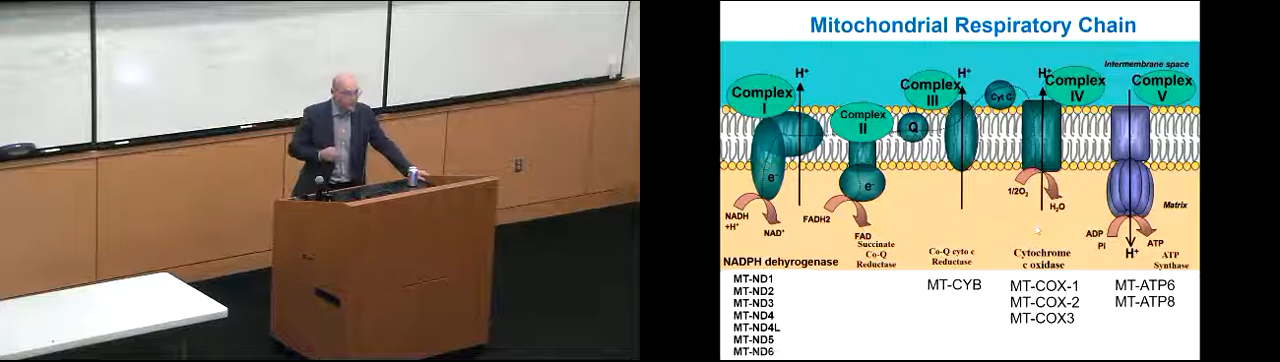 Mitochondrial Respiratory Chain
Intermembrane space
H⁺
H⁺
H⁺
Complex
I
Complex
II
Complex
III
Cyt C
Complex
IV
Complex
V
Q
e⁻
e⁻
1/2O₂
H₂O
Matrix
NADH
+H⁺
NAD⁺
FADH2
FAD
ADP
Pi
ATP
H⁺
NADPH dehyrogenase
Succinate
Co-Q
Reductase
Co-Q cyto c
Reductase
Cytochrome
c oxidase
ATP
Synthase
MT-ND1
MT-ND2
MT-ND3
MT-ND4
MT-ND4L
MT-ND5
MT-ND6
MT-CYB
MT-COX-1
MT-COX-2
MT-COX3
MT-ATP6
MT-ATP8